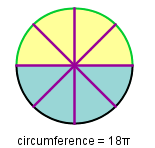 circumference = 18π